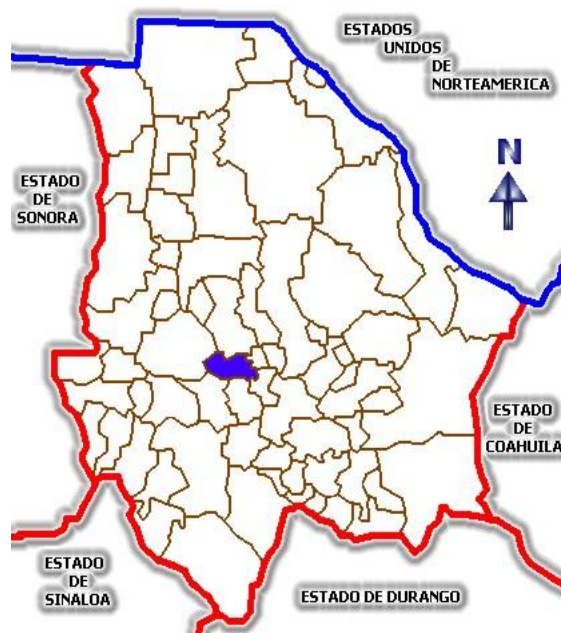 ESTADOS
UNIDOS
DE
NORTEAMERICA
N
ESTADO
DE
SONORA
ESTADO
DE
COAHUILA
ESTADO
DE
SINALOA
ESTADO DE DURANGO